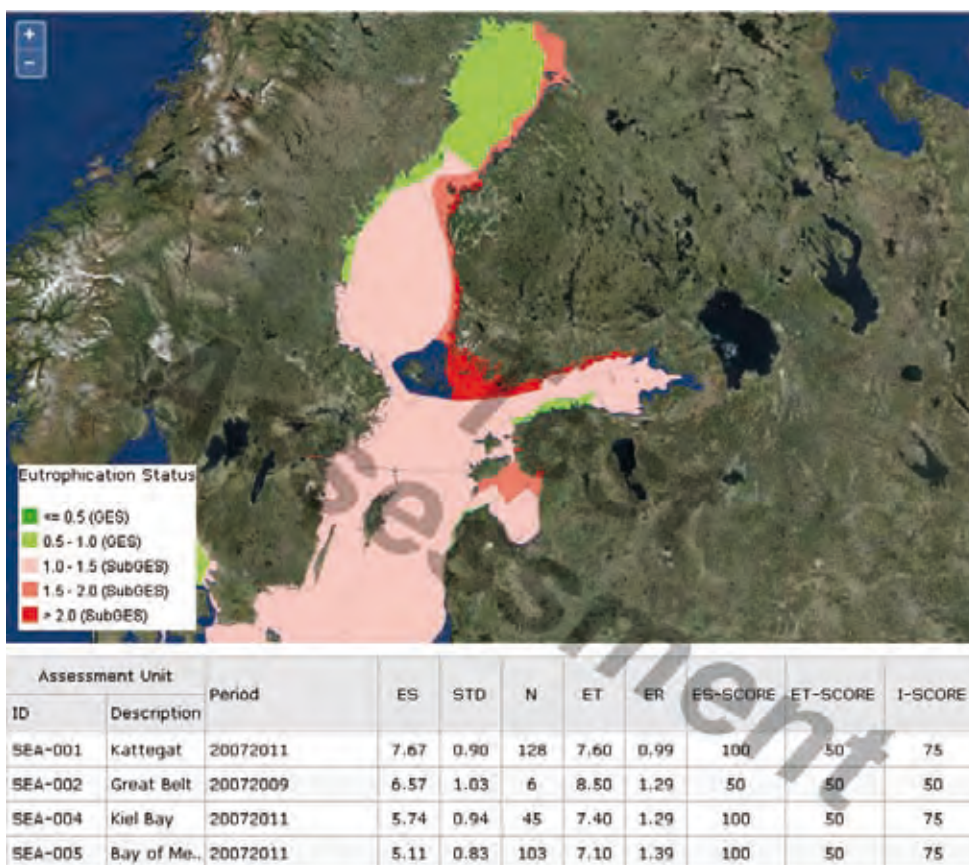 +
−
Eutrophication Status
<= 0.5 (GES)
0.5 - 1.0 (GES)
1.0 - 1.5 (SubGES)
1.5 - 2.0 (SubGES)
> 2.0 (SubGES)
Assessment Unit Period ES STD N ET ER ES-SCORE ET-SCORE I-SCORE
ID Description
SEA-001 Kattegat 20072011 7.67 0.90 128 7.60 0.99 100 50 75
SEA-002 Great Belt 20072009 6.57 1.03 6 8.50 1.29 50 50 50
SEA-004 Kiel Bay 20072011 5.74 0.94 45 7.40 1.29 100 50 75
SEA-005 Bay of Me.. 20072011 5.11 0.83 103 7.10 1.39 100 50 75